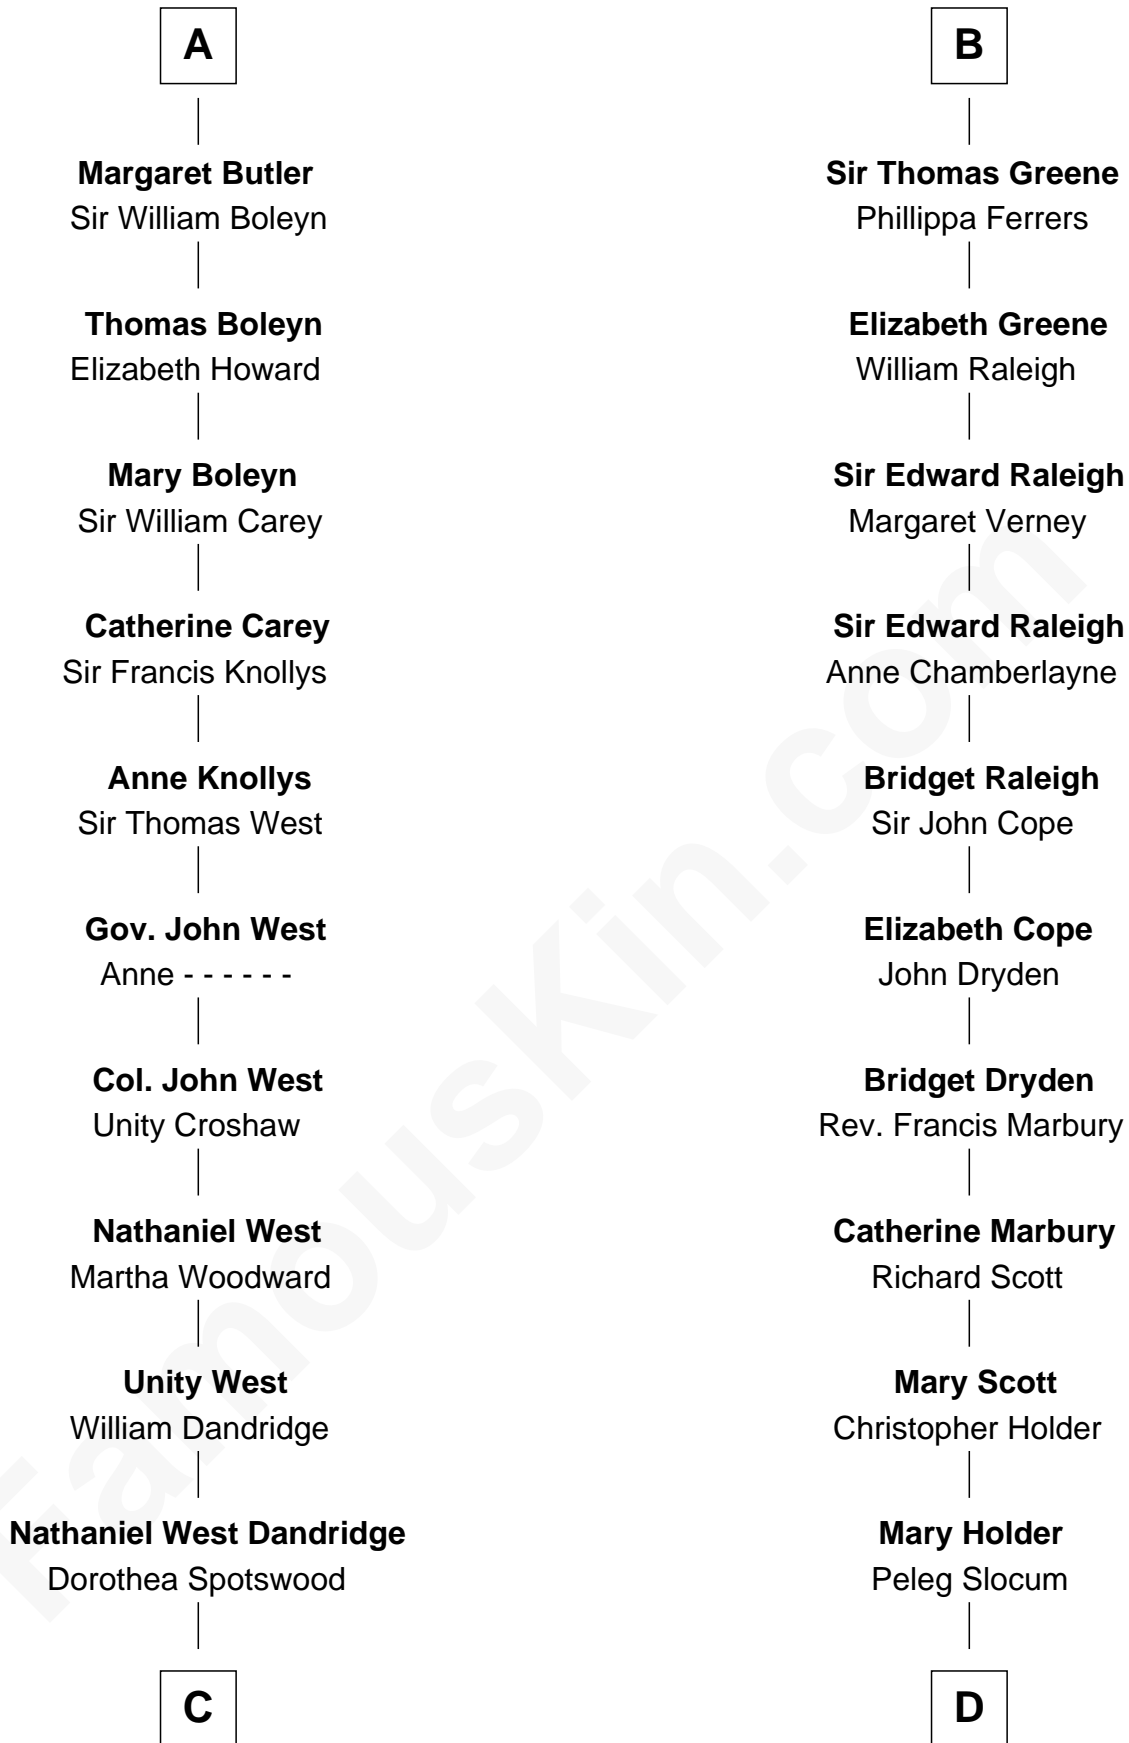 A
Margaret Butler
Sir William Boleyn
Thomas Boleyn
Elizabeth Howard
Mary Boleyn
Sir William Carey
Catherine Carey
Sir Francis Knollys
Anne Knollys
Sir Thomas West
Gov. John West
Anne - - - - - -
Col. John West
Unity Croshaw
Nathaniel West
Martha Woodward
Unity West
William Dandridge
Nathaniel West Dandridge
Dorothea Spotswood
C
B
Sir Thomas Greene
Phillippa Ferrers
Elizabeth Greene
William Raleigh
Sir Edward Raleigh
Margaret Verney
Sir Edward Raleigh
Anne Chamberlayne
Bridget Raleigh
Sir John Cope
Elizabeth Cope
John Dryden
Bridget Dryden
Rev. Francis Marbury
Catherine Marbury
Richard Scott
Mary Scott
Christopher Holder
Mary Holder
Peleg Slocum
D
FamousKin.com